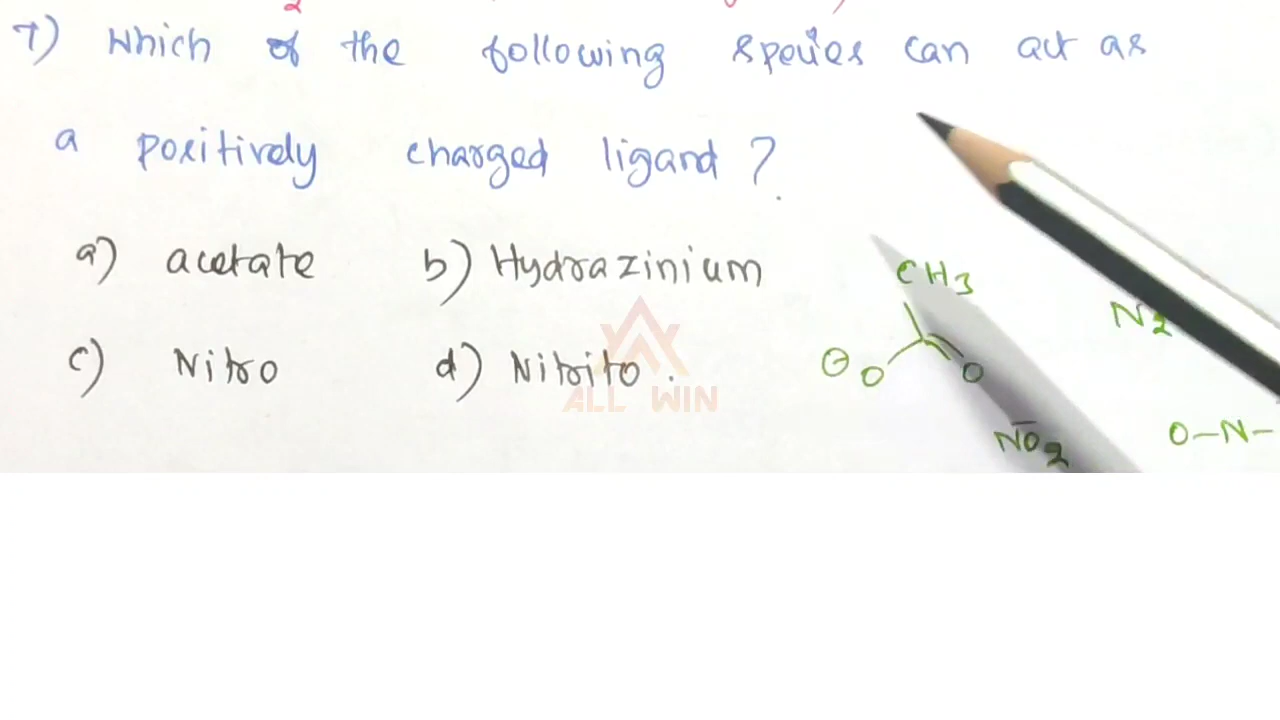 7) Which of the following species can act as
a positively charged ligand ?
a) acetate b) Hydrazinium
c) Nitro d) Nitrito .
CH3
N2
⊖ O O
NO2
O-N-
ALL WIN